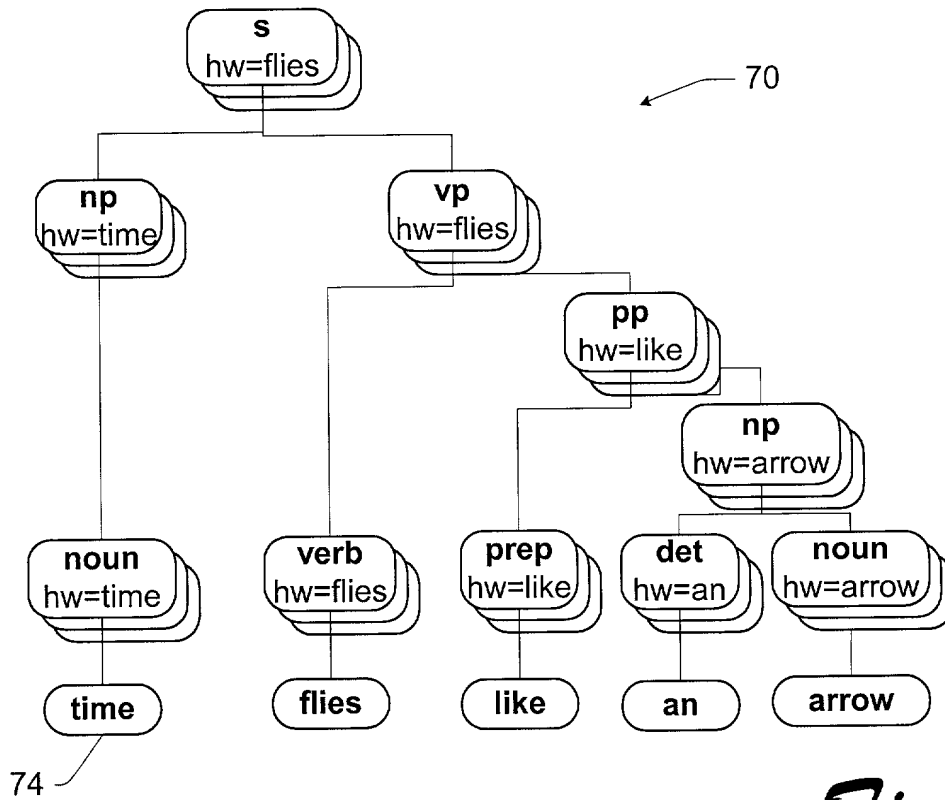 s
hw=flies
70
np
hw=time
vp
hw=flies
pp
hw=like
np
hw=arrow
noun
hw=time
verb
hw=flies
prep
hw=like
det
hw=an
noun
hw=arrow
time
flies
like
an
arrow
74